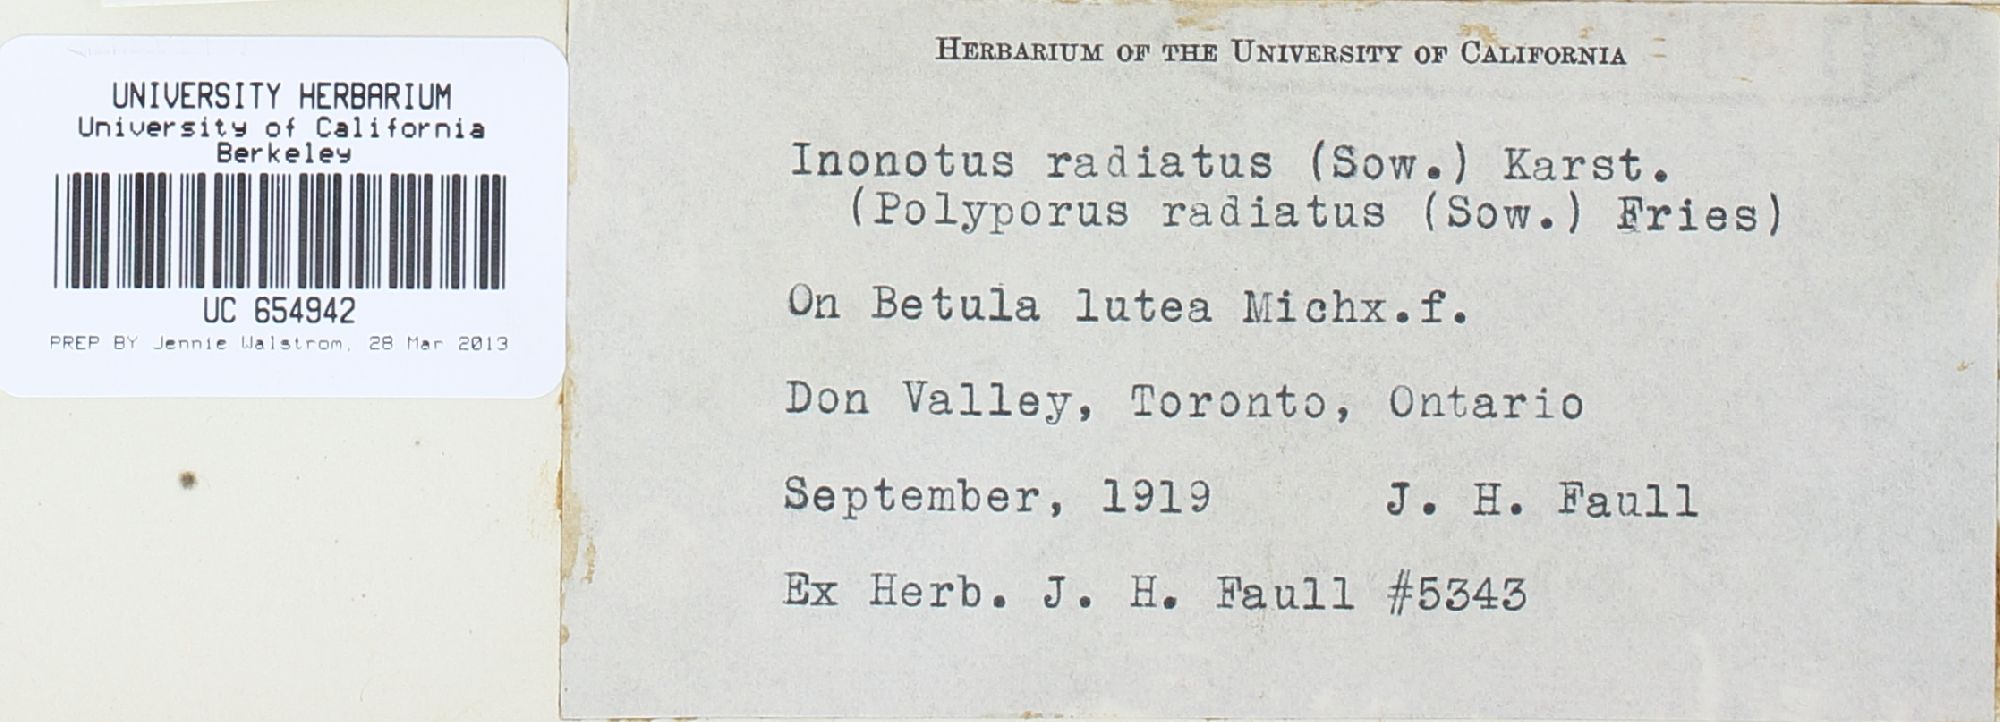 UNIVERSITY HERBARIUM
University of California
Berkeley
UC 654942
PREP BY Jennie Walstrom, 28 Mar 2013
HERBARIUM OF THE UNIVERSITY OF CALIFORNIA
Inonotus radiatus (Sow.) Karst.
(Polyporus radiatus (Sow.) Fries)
On Betula lutea Michx.f.
Don Valley, Toronto, Ontario
September, 1919 J. H. Faull
Ex Herb. J. H. Faull #5343